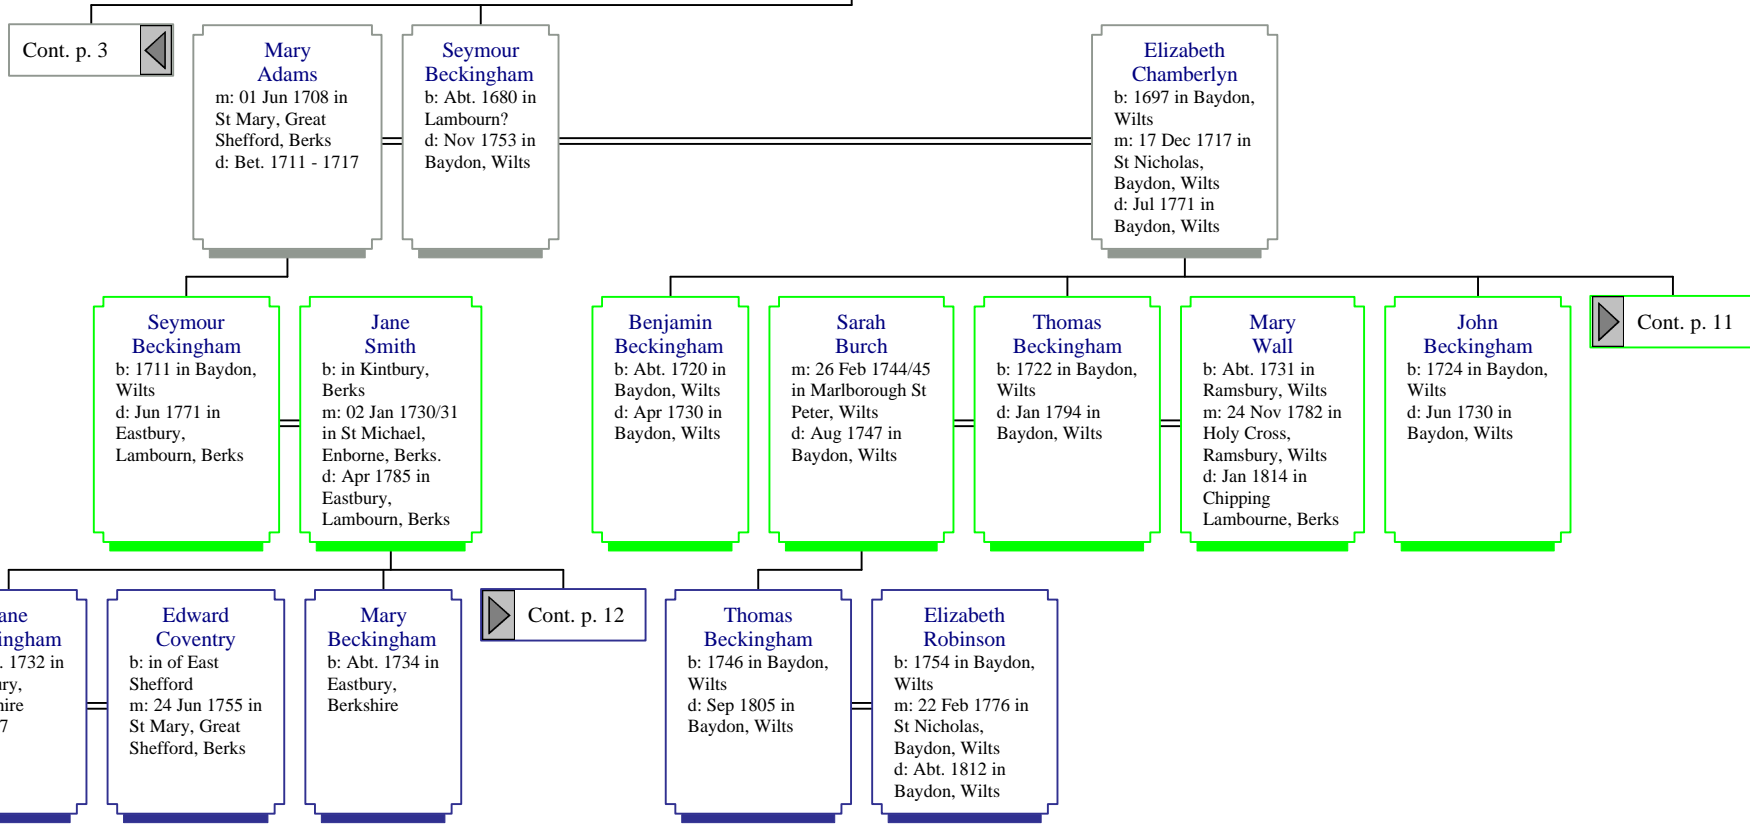 Cont. p. 3
Mary
Adams
m: 01 Jun 1708 in
St Mary, Great
Shefford, Berks
d: Bet. 1711 - 1717
Seymour
Beckingham
b: Abt. 1680 in
Lambourn?
d: Nov 1753 in
Baydon, Wilts
Elizabeth
Chamberlyn
b: 1697 in Baydon,
Wilts
m: 17 Dec 1717 in
St Nicholas,
Baydon, Wilts
d: Jul 1771 in
Baydon, Wilts
Seymour
Beckingham
b: 1711 in Baydon,
Wilts
d: Jun 1771 in
Eastbury,
Lambourn, Berks
Jane
Smith
b: in Kintbury,
Berks
m: 02 Jan 1730/31
in St Michael,
Enborne, Berks.
d: Apr 1785 in
Eastbury,
Lambourn, Berks
Benjamin
Beckingham
b: Abt. 1720 in
Baydon, Wilts
d: Apr 1730 in
Baydon, Wilts
Sarah
Burch
m: 26 Feb 1744/45
in Marlborough St
Peter, Wilts
d: Aug 1747 in
Baydon, Wilts
Thomas
Beckingham
b: 1722 in Baydon,
Wilts
d: Jan 1794 in
Baydon, Wilts
Mary
Wall
b: Abt. 1731 in
Ramsbury, Wilts
m: 24 Nov 1782 in
Holy Cross,
Ramsbury, Wilts
d: Jan 1814 in
Chipping
Lambourne, Berks
John
Beckingham
b: 1724 in Baydon,
Wilts
d: Jun 1730 in
Baydon, Wilts
Cont. p. 11
ane
ingham
. 1732 in
ury,
hire
7
Edward
Coventry
b: in of East
Shefford
m: 24 Jun 1755 in
St Mary, Great
Shefford, Berks
Mary
Beckingham
b: Abt. 1734 in
Eastbury,
Berkshire
Cont. p. 12
Thomas
Beckingham
b: 1746 in Baydon,
Wilts
d: Sep 1805 in
Baydon, Wilts
Elizabeth
Robinson
b: 1754 in Baydon,
Wilts
m: 22 Feb 1776 in
St Nicholas,
Baydon, Wilts
d: Abt. 1812 in
Baydon, Wilts